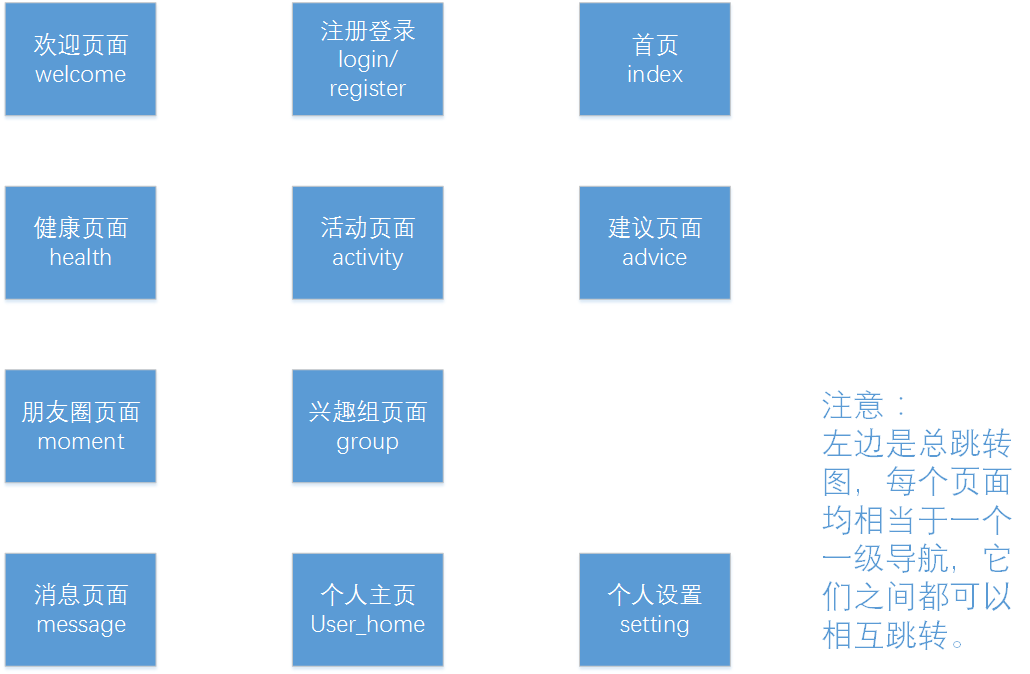 欢迎页面
welcome
注册登录
login/
register
首页
index
健康页面
health
活动页面
activity
建议页面
advice
朋友圈页面
moment
兴趣组页面
group
消息页面
message
个人主页
User_home
个人设置
setting
注意：
左边是总跳转
图，每个页面
均相当于一个
一级导航，它
们之间都可以
相互跳转。